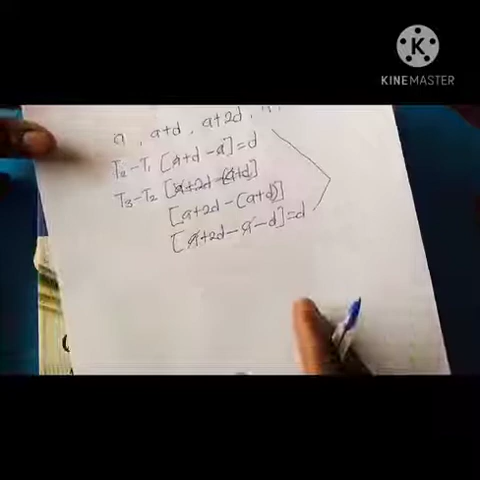 KINEMASTER
a, a+d, a+2d,
T2-T1 [a+d-a]=d
T3-T2 [a+2d-(a+d]
[a+2d-(a+d)]
[a+2d-a-d]=d